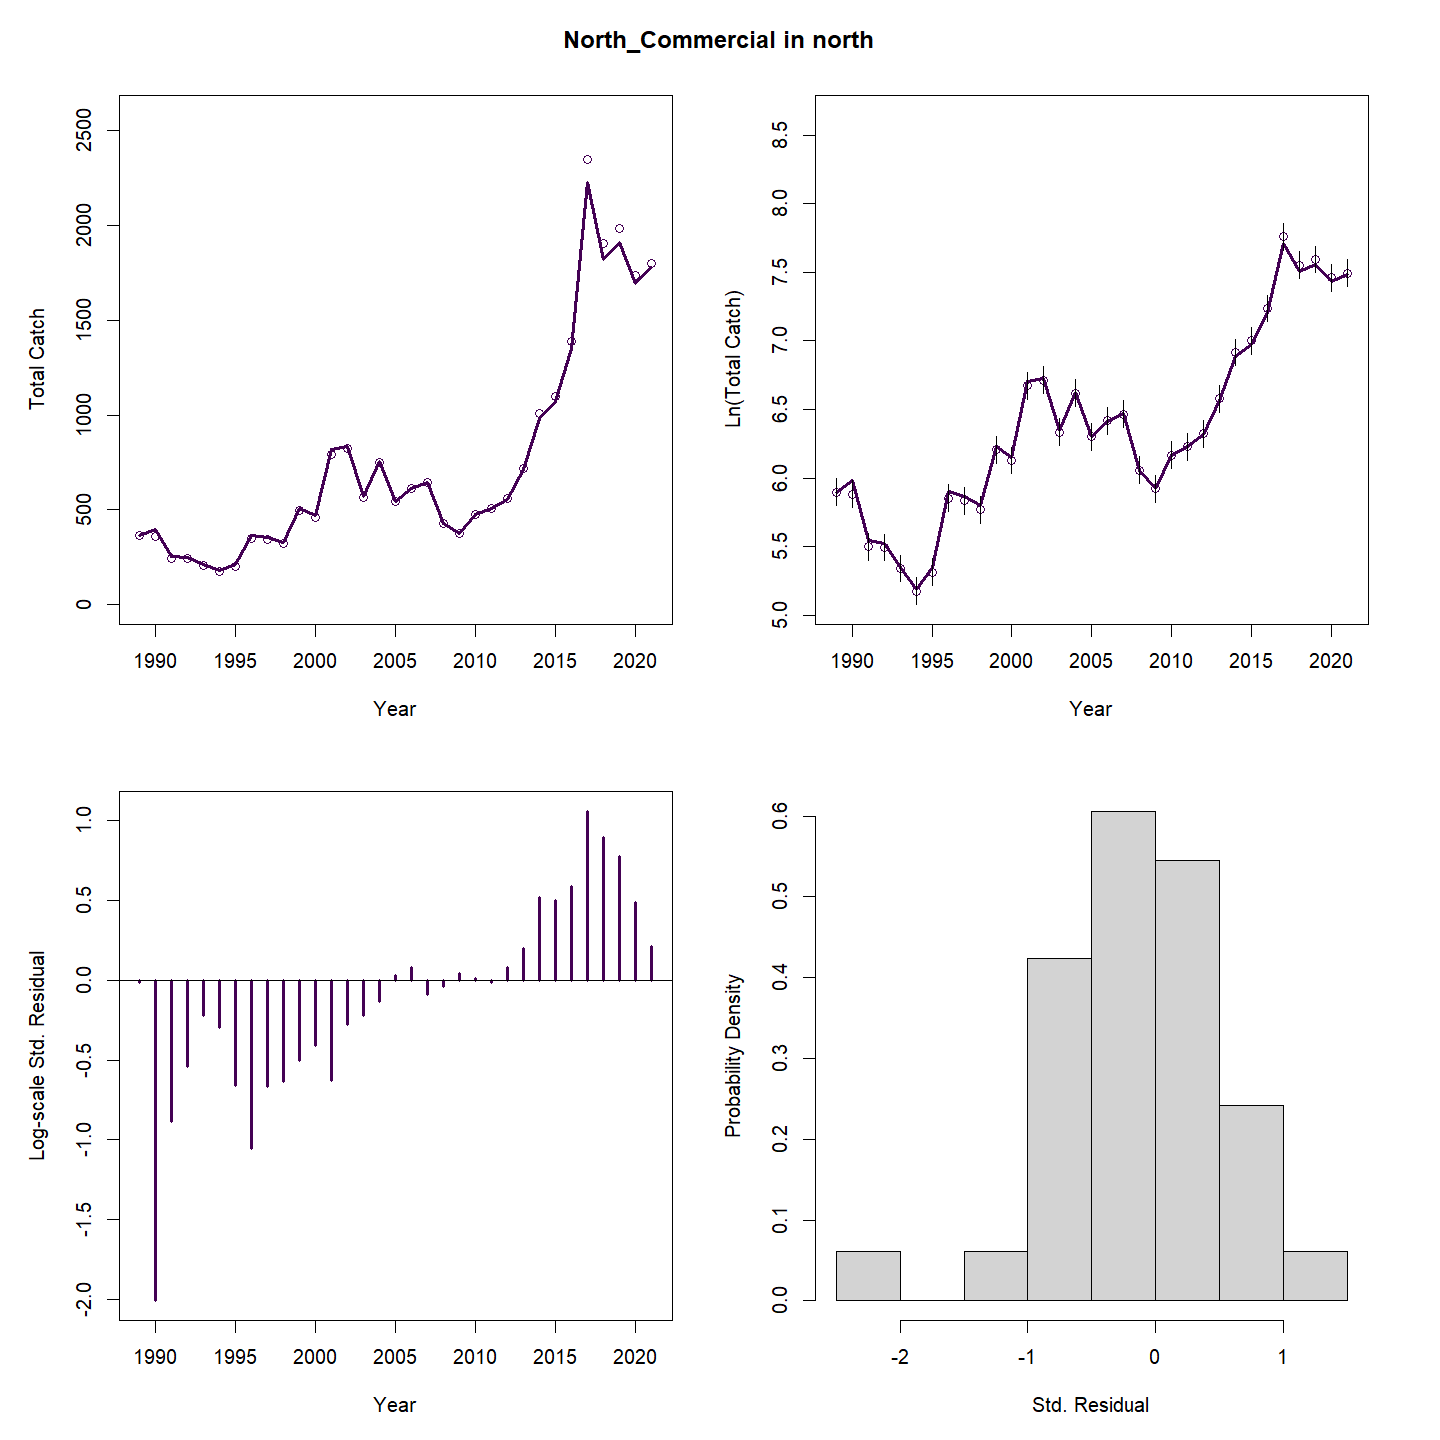 North_Commercial in north
Total Catch
0 500 1000 1500 2000 2500
1990 1995 2000 2005 2010 2015 2020
Year
Ln(Total Catch)
5.0 5.5 6.0 6.5 7.0 7.5 8.0 8.5
1990 1995 2000 2005 2010 2015 2020
Year
Log-scale Std. Residual
-2.0 -1.5 -1.0 -0.5 0.0 0.5 1.0
1990 1995 2000 2005 2010 2015 2020
Year
Probability Density
0.0 0.1 0.2 0.3 0.4 0.5 0.6
-2 -1 0 1
Std. Residual